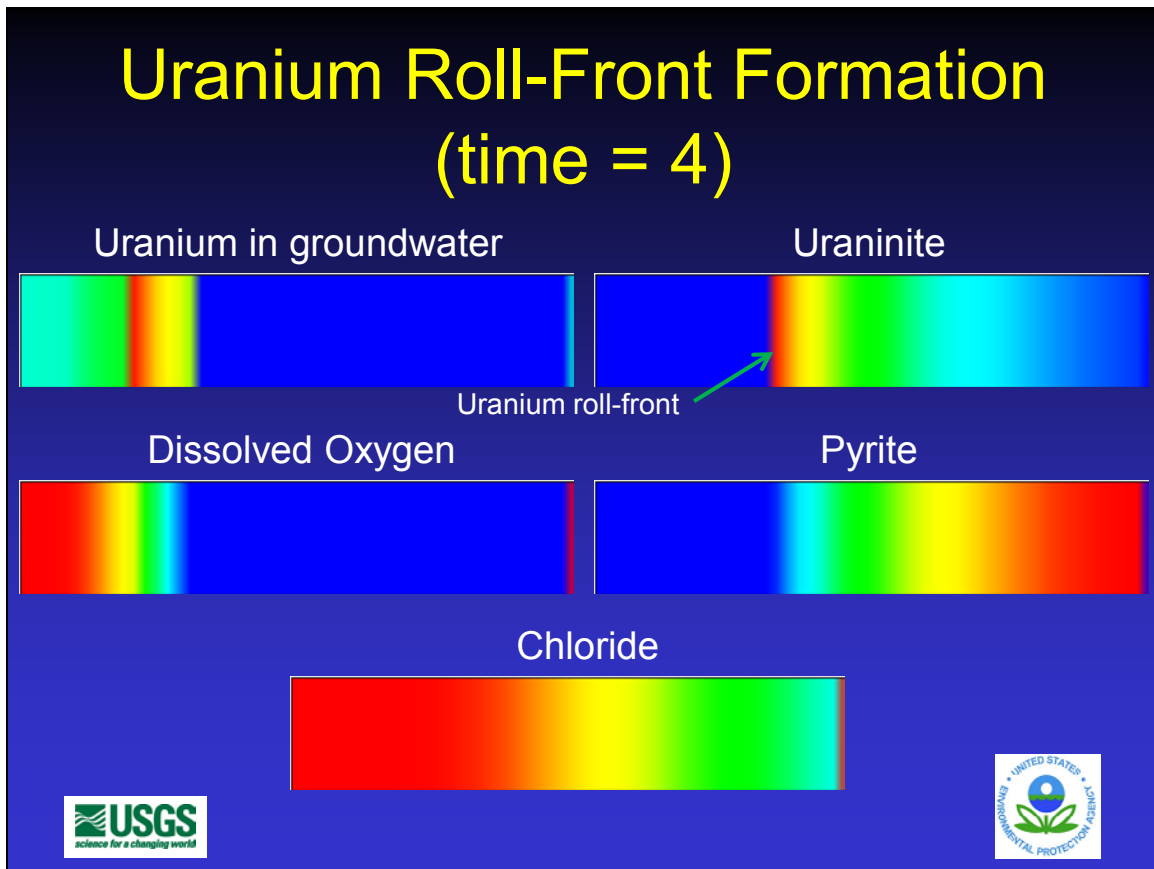 Uranium Roll-Front Formation
(time = 4)
Uranium in groundwater
Uraninite
Uranium roll-front
Dissolved Oxygen
Pyrite
Chloride
USGS
science for a changing world
UNITED STATES
ENVIRONMENTAL PROTECTION AGENCY